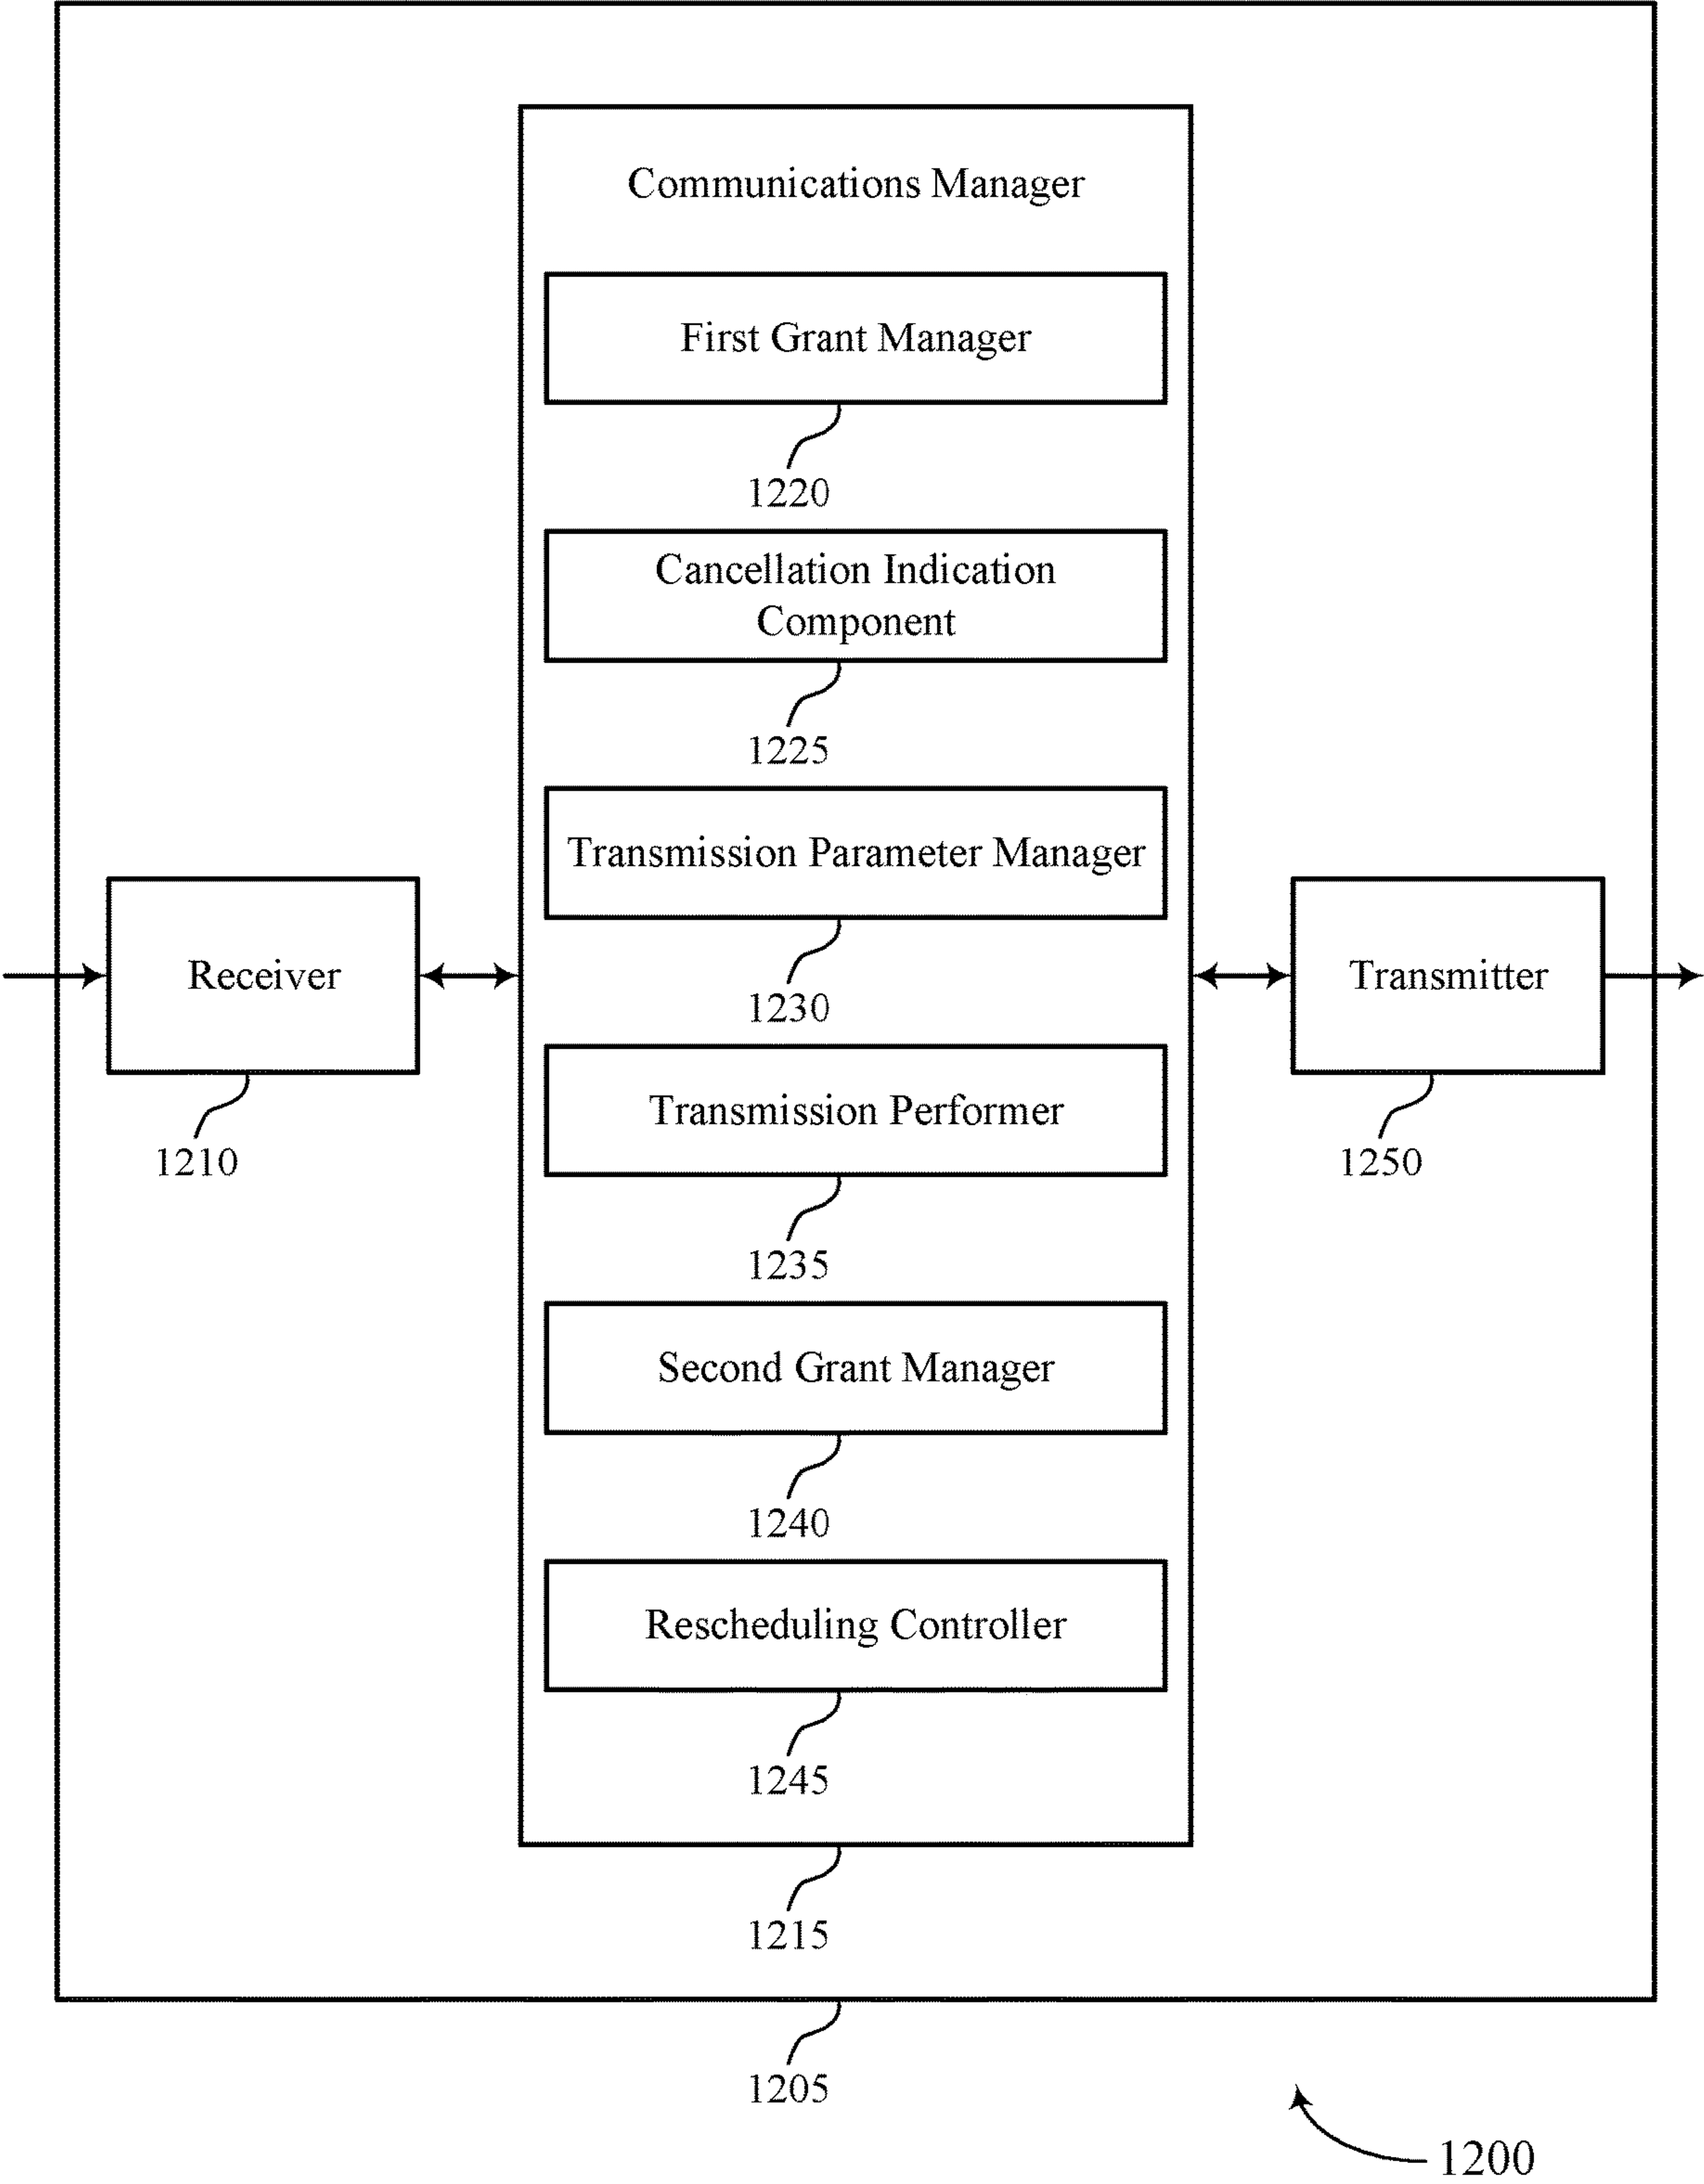 Communications Manager
First Grant Manager
1220
Cancellation Indication
Component
1225
Transmission Parameter Manager
1230
Receiver
1210
Transmitter
1250
Transmission Performer
1235
Second Grant Manager
1240
Rescheduling Controller
1245
1215
1205
1200